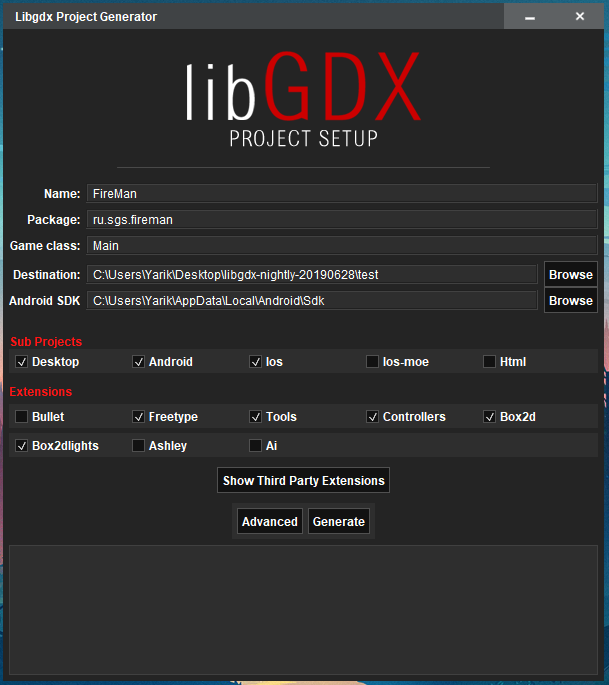 Libgdx Project Generator
libGDX
PROJECT SETUP
Name: FireMan
Package: ru.sgs.fireman
Game class: Main
Destination: C:\Users\Yarik\Desktop\libgdx-nightly-20190628\test Browse
Android SDK C:\Users\Yarik\AppData\Local\Android\Sdk Browse
Sub Projects
Desktop Android Ios Ios-moe Html
Extensions
Bullet Freetype Tools Controllers Box2d
Box2dlights Ashley Ai
Show Third Party Extensions
Advanced Generate